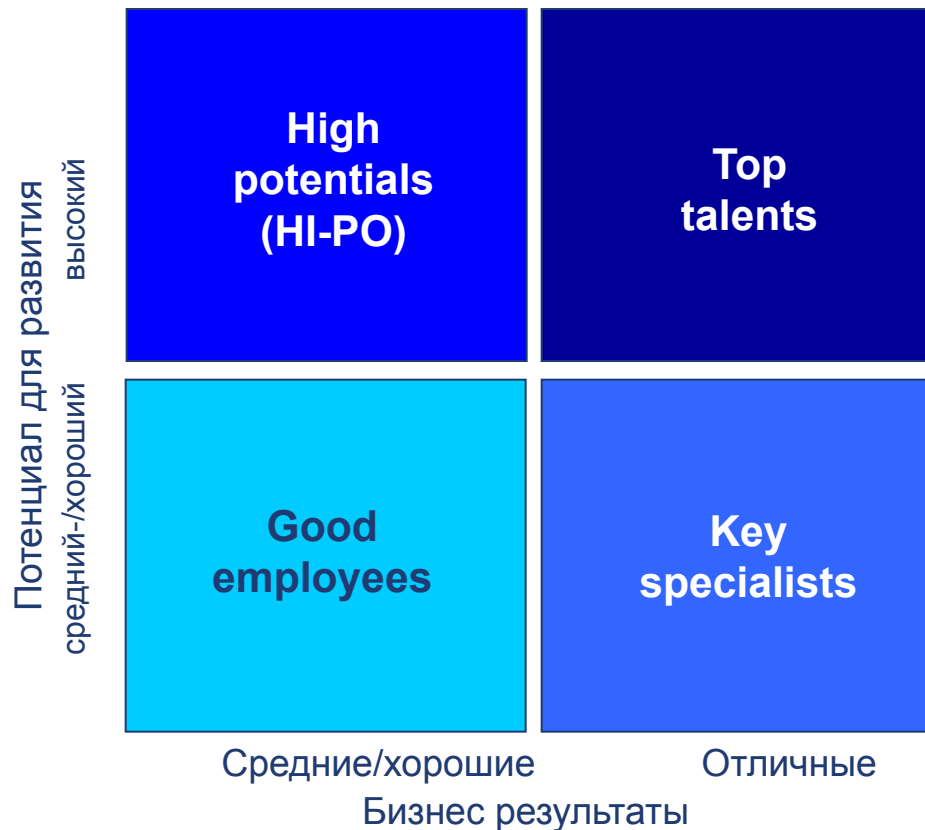 Потенциал для развития
высокий
средний-/хороший
High
potentials
(HI-PO)
Top
talents
Good
employees
Key
specialists
Средние/хорошие
Отличные
Бизнес результаты